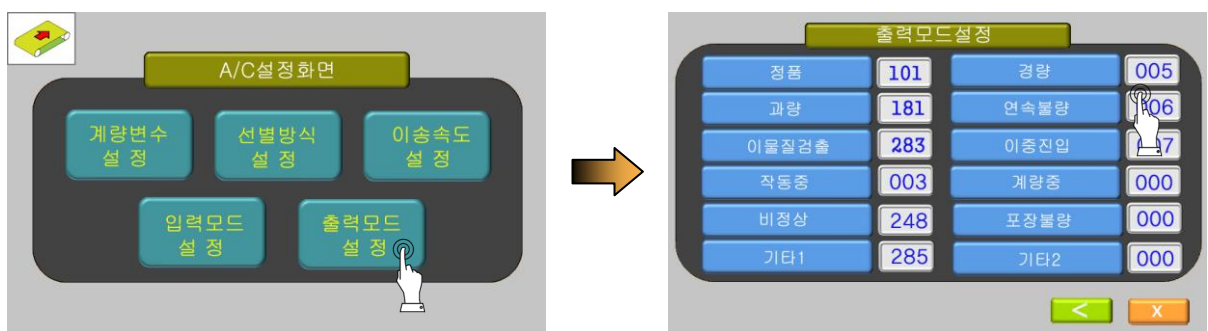 A/C설정화면
계량변수
설 정
선별방식
설 정
이송속도
설 정
입력모드
설 정
출력모드
설 정
출력모드설정
정품 101 경량 005
과량 181 연속불량
이물질검출 283 이중진입
작동중 003 계량중 000
비정상 248 포장불량 000
기타1 285 기타2 000
< X